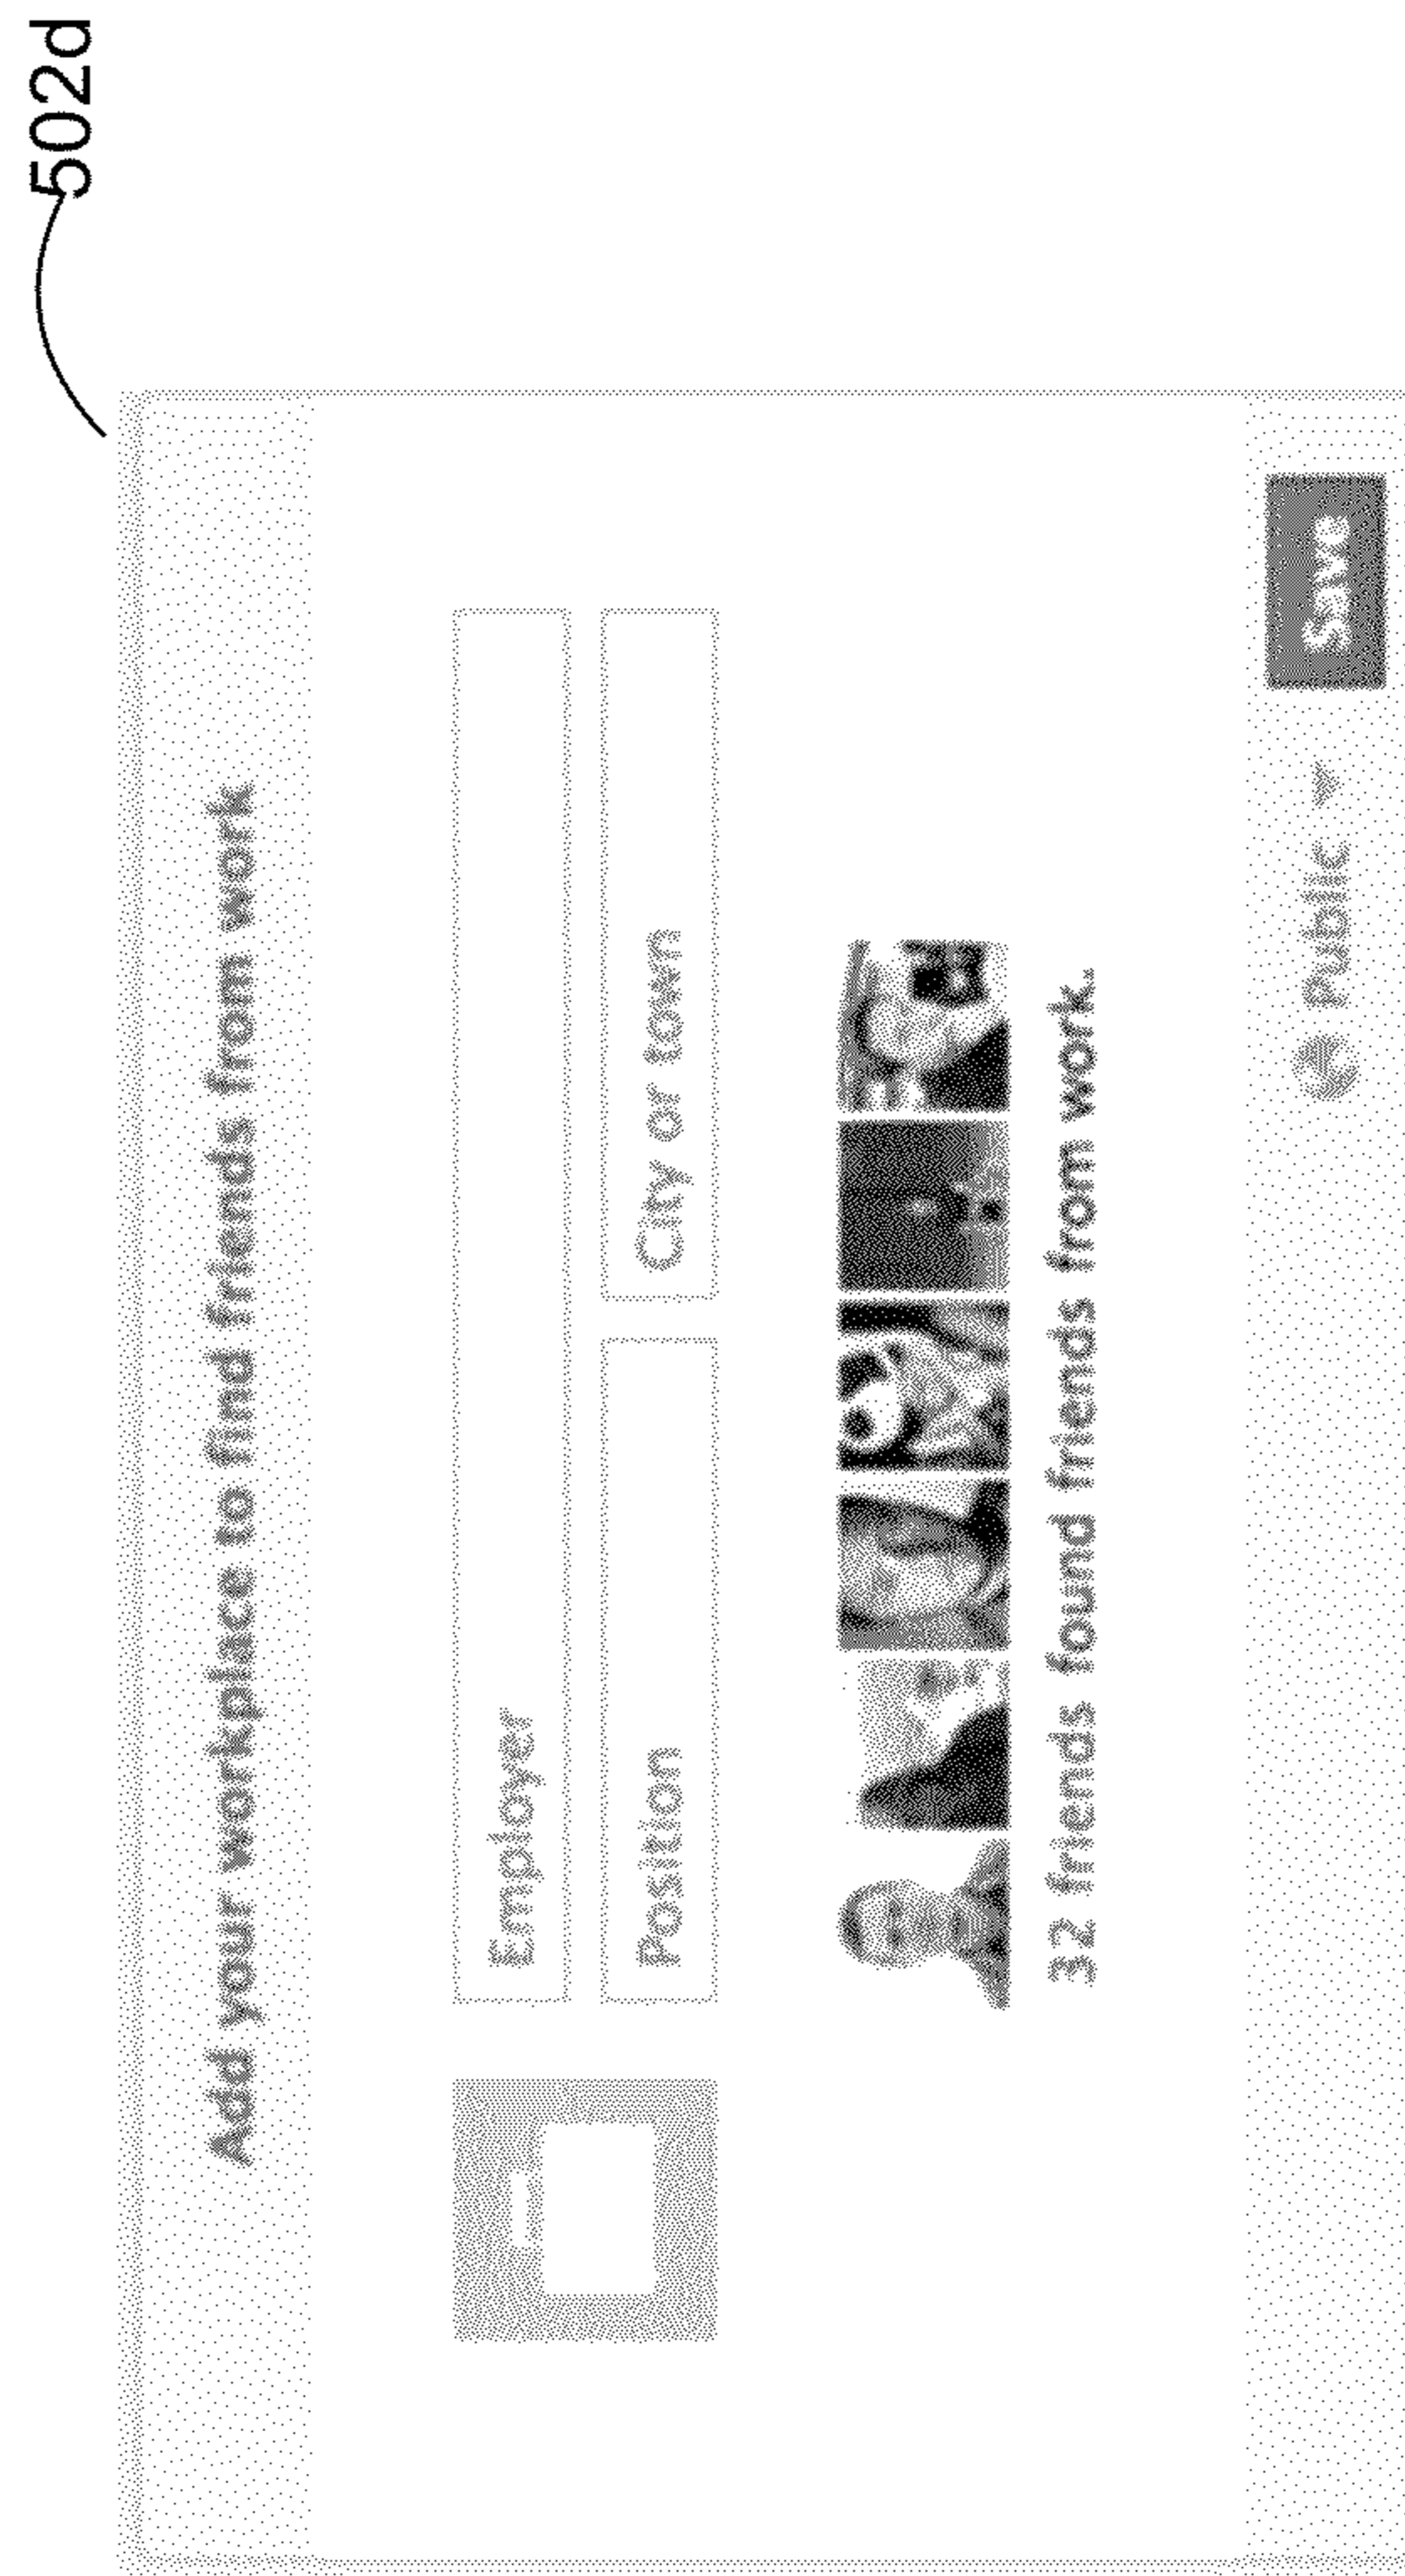 502d
Add your workplace to find friends from work
Employer
Position
City or town
32 friends found friends from work.
Public
Save